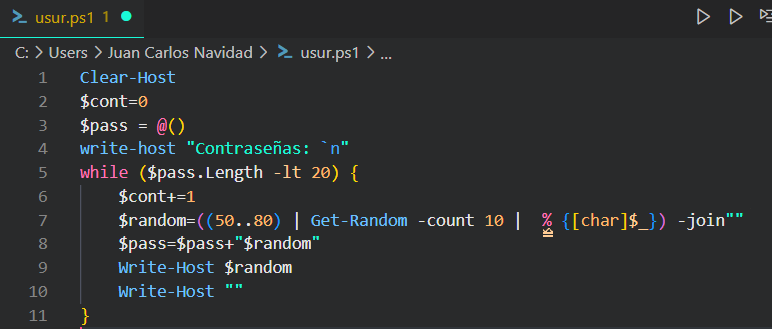 usur.ps1 1
C: > Users > Juan Carlos Navidad > usur.ps1 > ...
1 Clear-Host
2 $cont=0
3 $pass = @()
4 write-host "Contraseñas: `n"
5 while ($pass.Length -lt 20) {
6 $cont+=1
7 $random=((50..80) | Get-Random -count 10 |  % {[char]$_}) -join""
8 $pass=$pass+"$random"
9 Write-Host $random
10 Write-Host ""
11 }